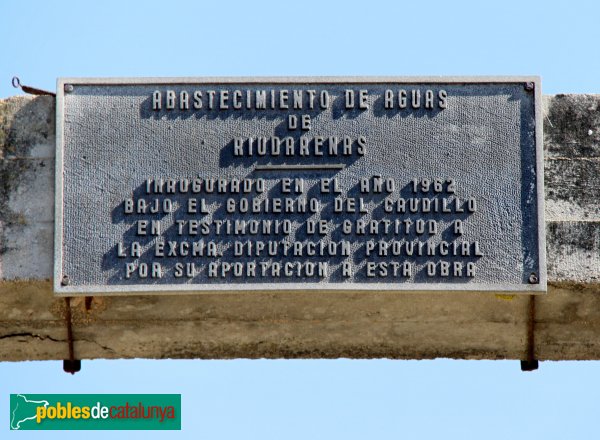 ABASTECIMIENTO DE AGUAS
DE
RIUDARENAS
INAUGURADO EN EL AÑO 1962
BAJO EL GOBIERNO DEL CAUDILLO
EN TESTIMONIO DE GRATITUD A
LA EXCMA. DIPUTACION PROVINCIAL
POR SU APORTACION A ESTA OBRA
poblesdecatalunya